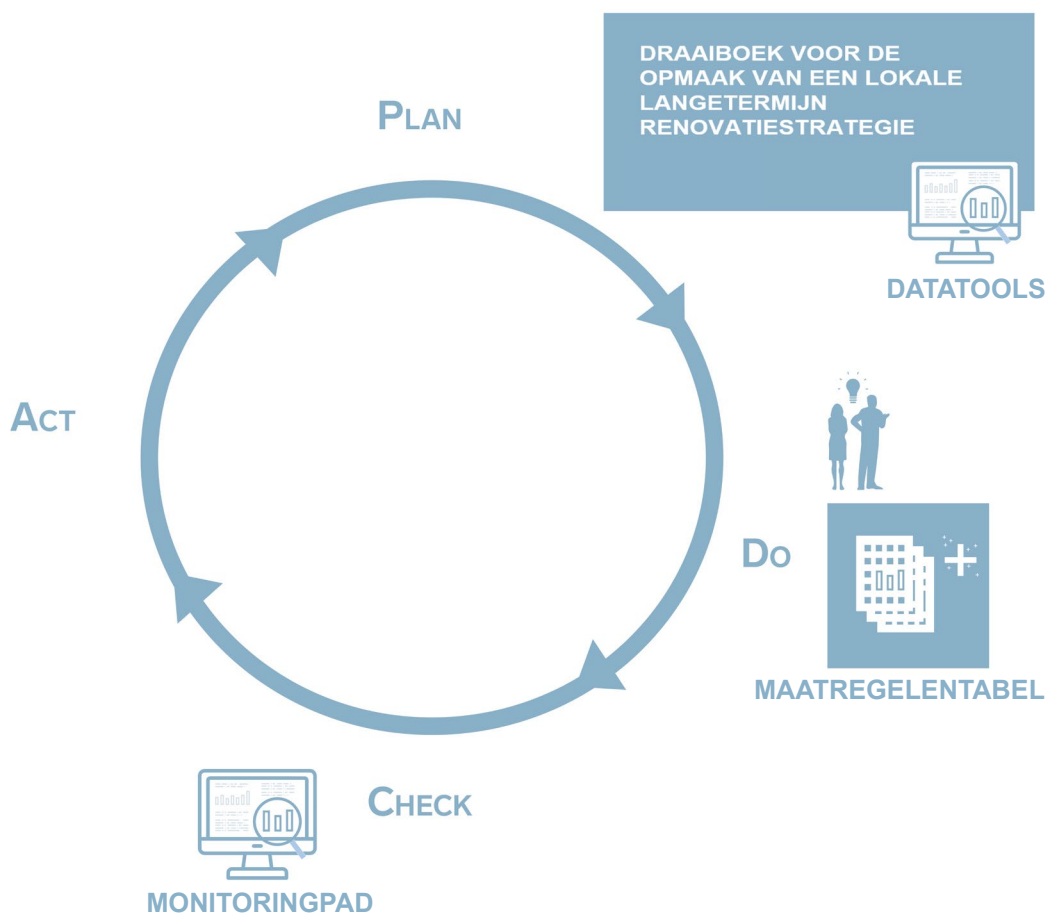 DRAAIBOEK VOOR DE
OPMAAK VAN EEN LOKALE
LANGETERMIJN
RENOVATIESTRATEGIE
PLAN
DATATOOLS
ACT
DO
MAATREGELENTABEL
CHECK
MONITORINGPAD